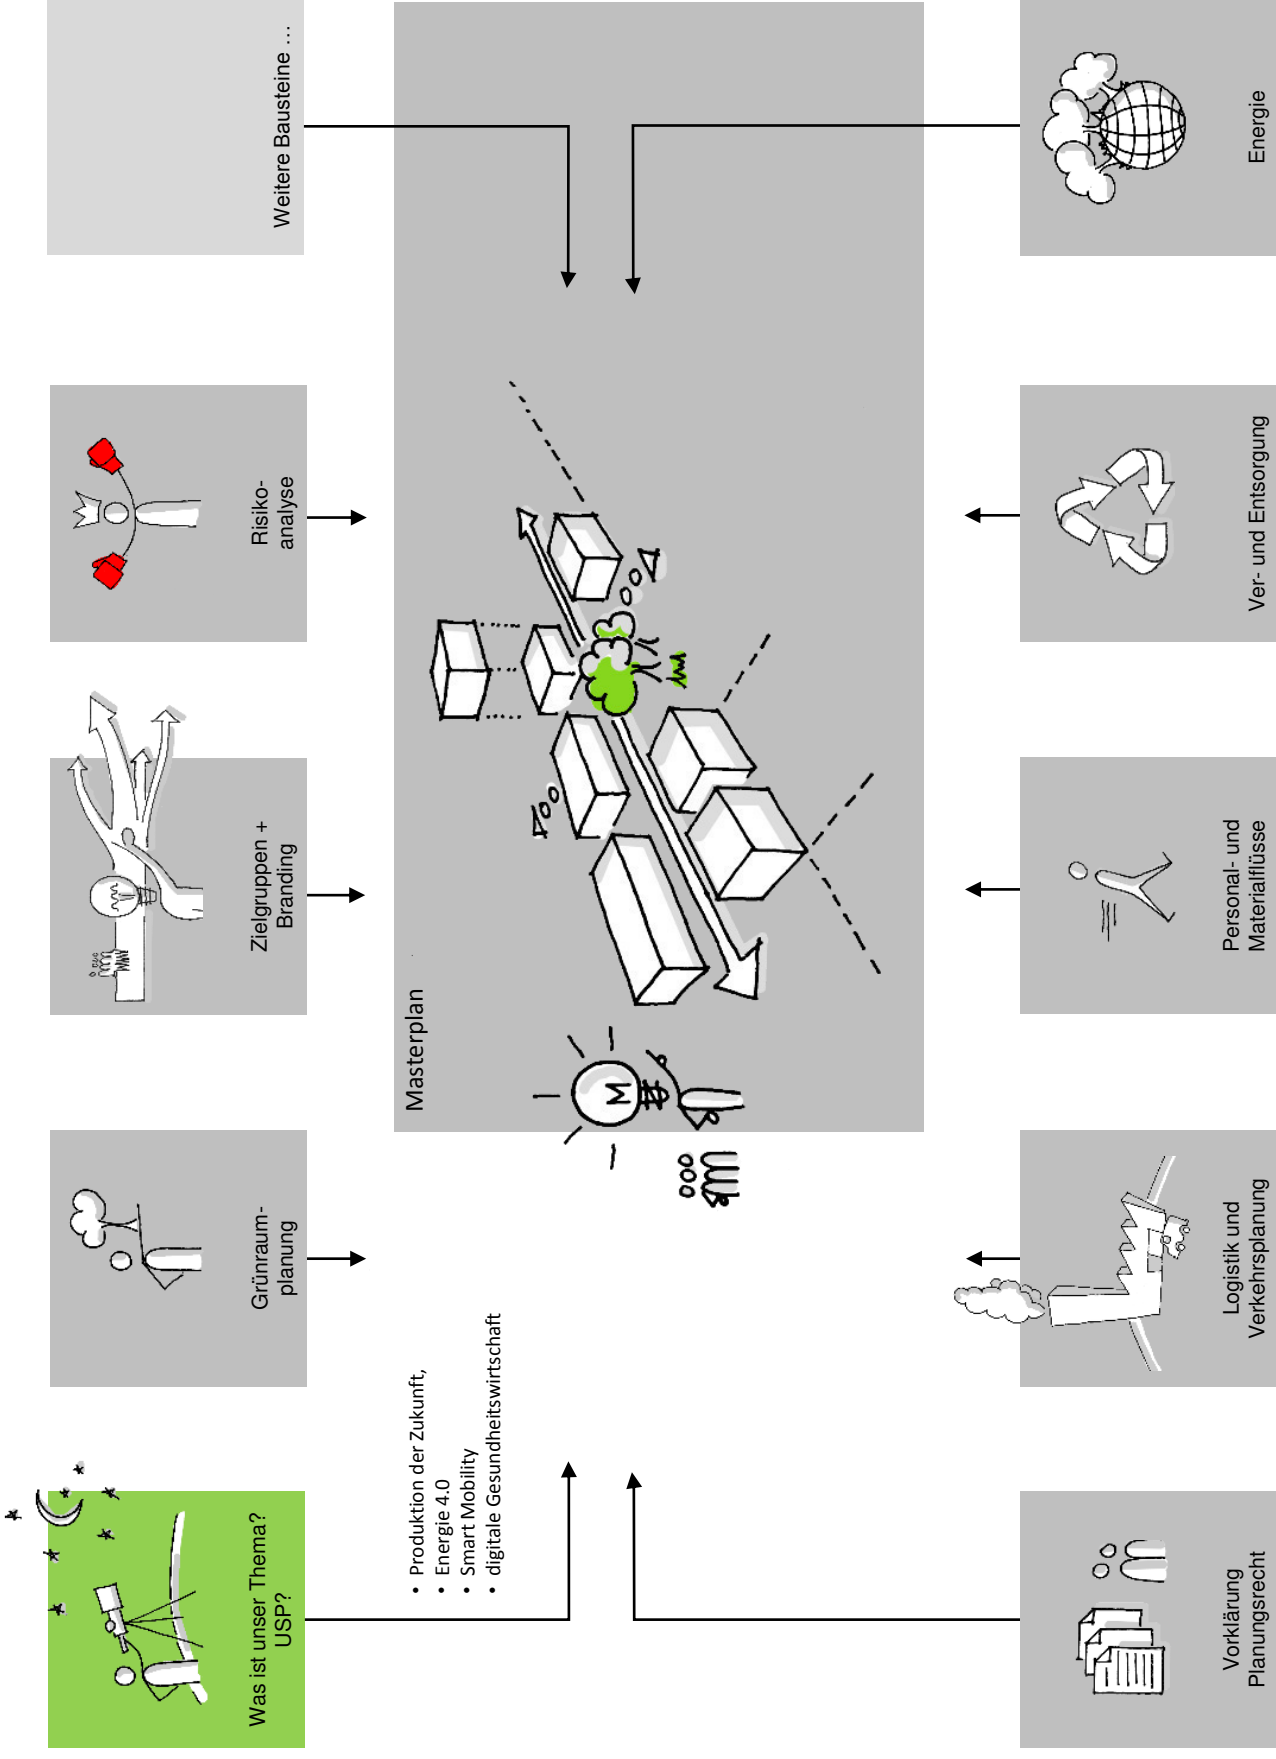 Was ist unser Thema?
USP?
Grünraum-
planung
Zielgruppen +
Branding
Risiko-
analyse
Weitere Bausteine …
• Produktion der Zukunft,
• Energie 4.0
• Smart Mobility
• digitale Gesundheitswirtschaft
Masterplan
M
Vorklärung
Planungsrecht
Logistik und
Verkehrsplanung
Personal- und
Materialflüsse
Ver- und Entsorgung
Energie